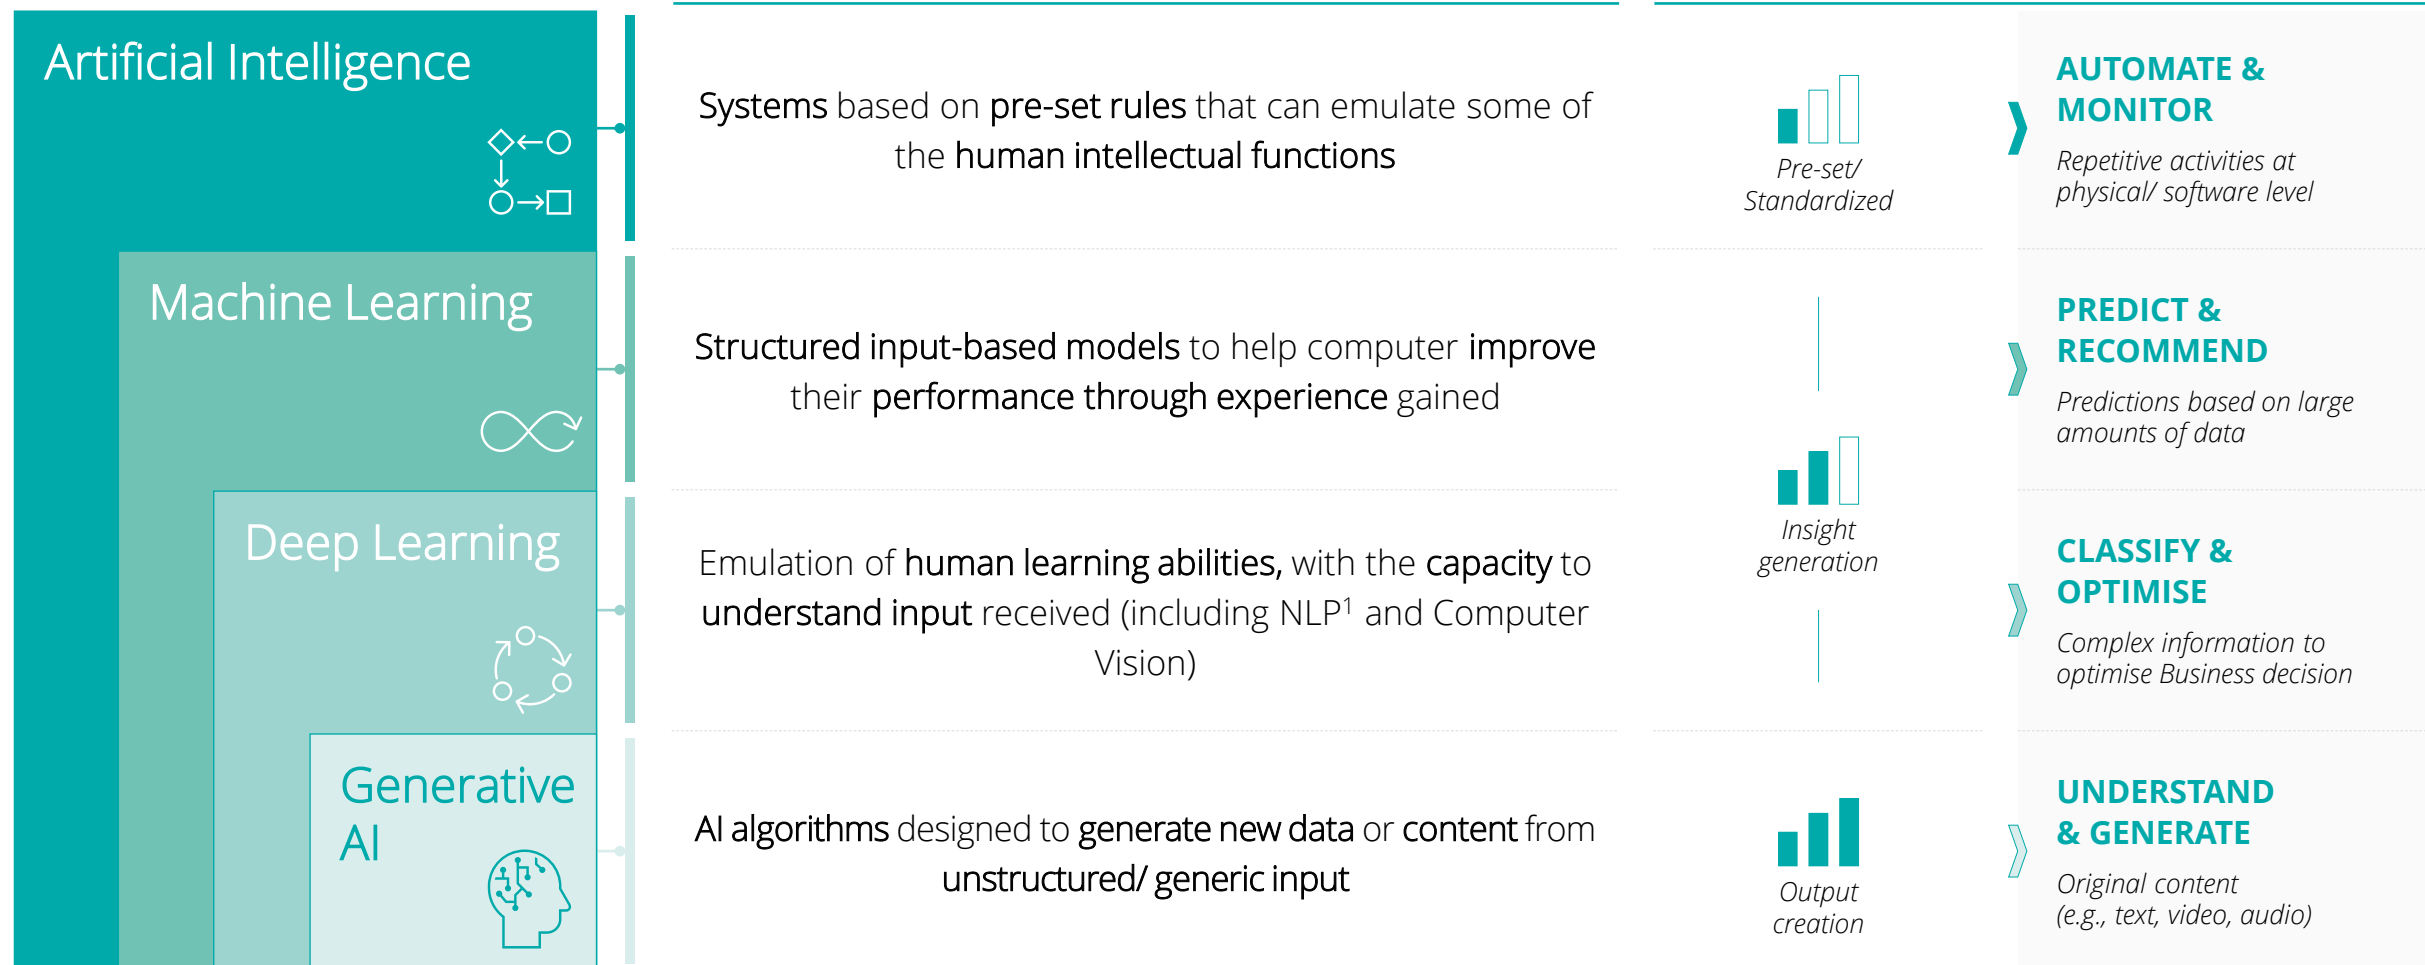 Artificial Intelligence
Systems based on pre-set rules that can emulate some of
the human intellectual functions
Pre-set/
Standardized
AUTOMATE &
MONITOR
Repetitive activities at
physical/ software level
Machine Learning
Structured input-based models to help computer improve
their performance through experience gained
PREDICT &
RECOMMEND
Predictions based on large
amounts of data
Insight
generation
Deep Learning
Emulation of human learning abilities, with the capacity to
understand input received (including NLP¹ and Computer
Vision)
CLASSIFY &
OPTIMISE
Complex information to
optimise Business decision
Generative
AI
AI algorithms designed to generate new data or content from
unstructured/ generic input
Output
creation
UNDERSTAND
& GENERATE
Original content
(e.g., text, video, audio)